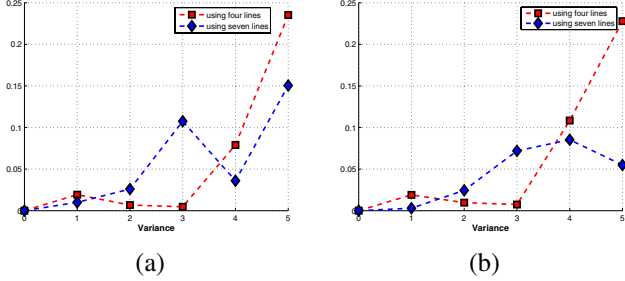 0.25
0.2
0.15
0.1
0.05
0
0 1 2 3 4 5
Variance
using four lines
using seven lines
(a)
0.25
0.2
0.15
0.1
0.05
0
0 1 2 3 4 5
Variance
using four lines
using seven lines
(b)